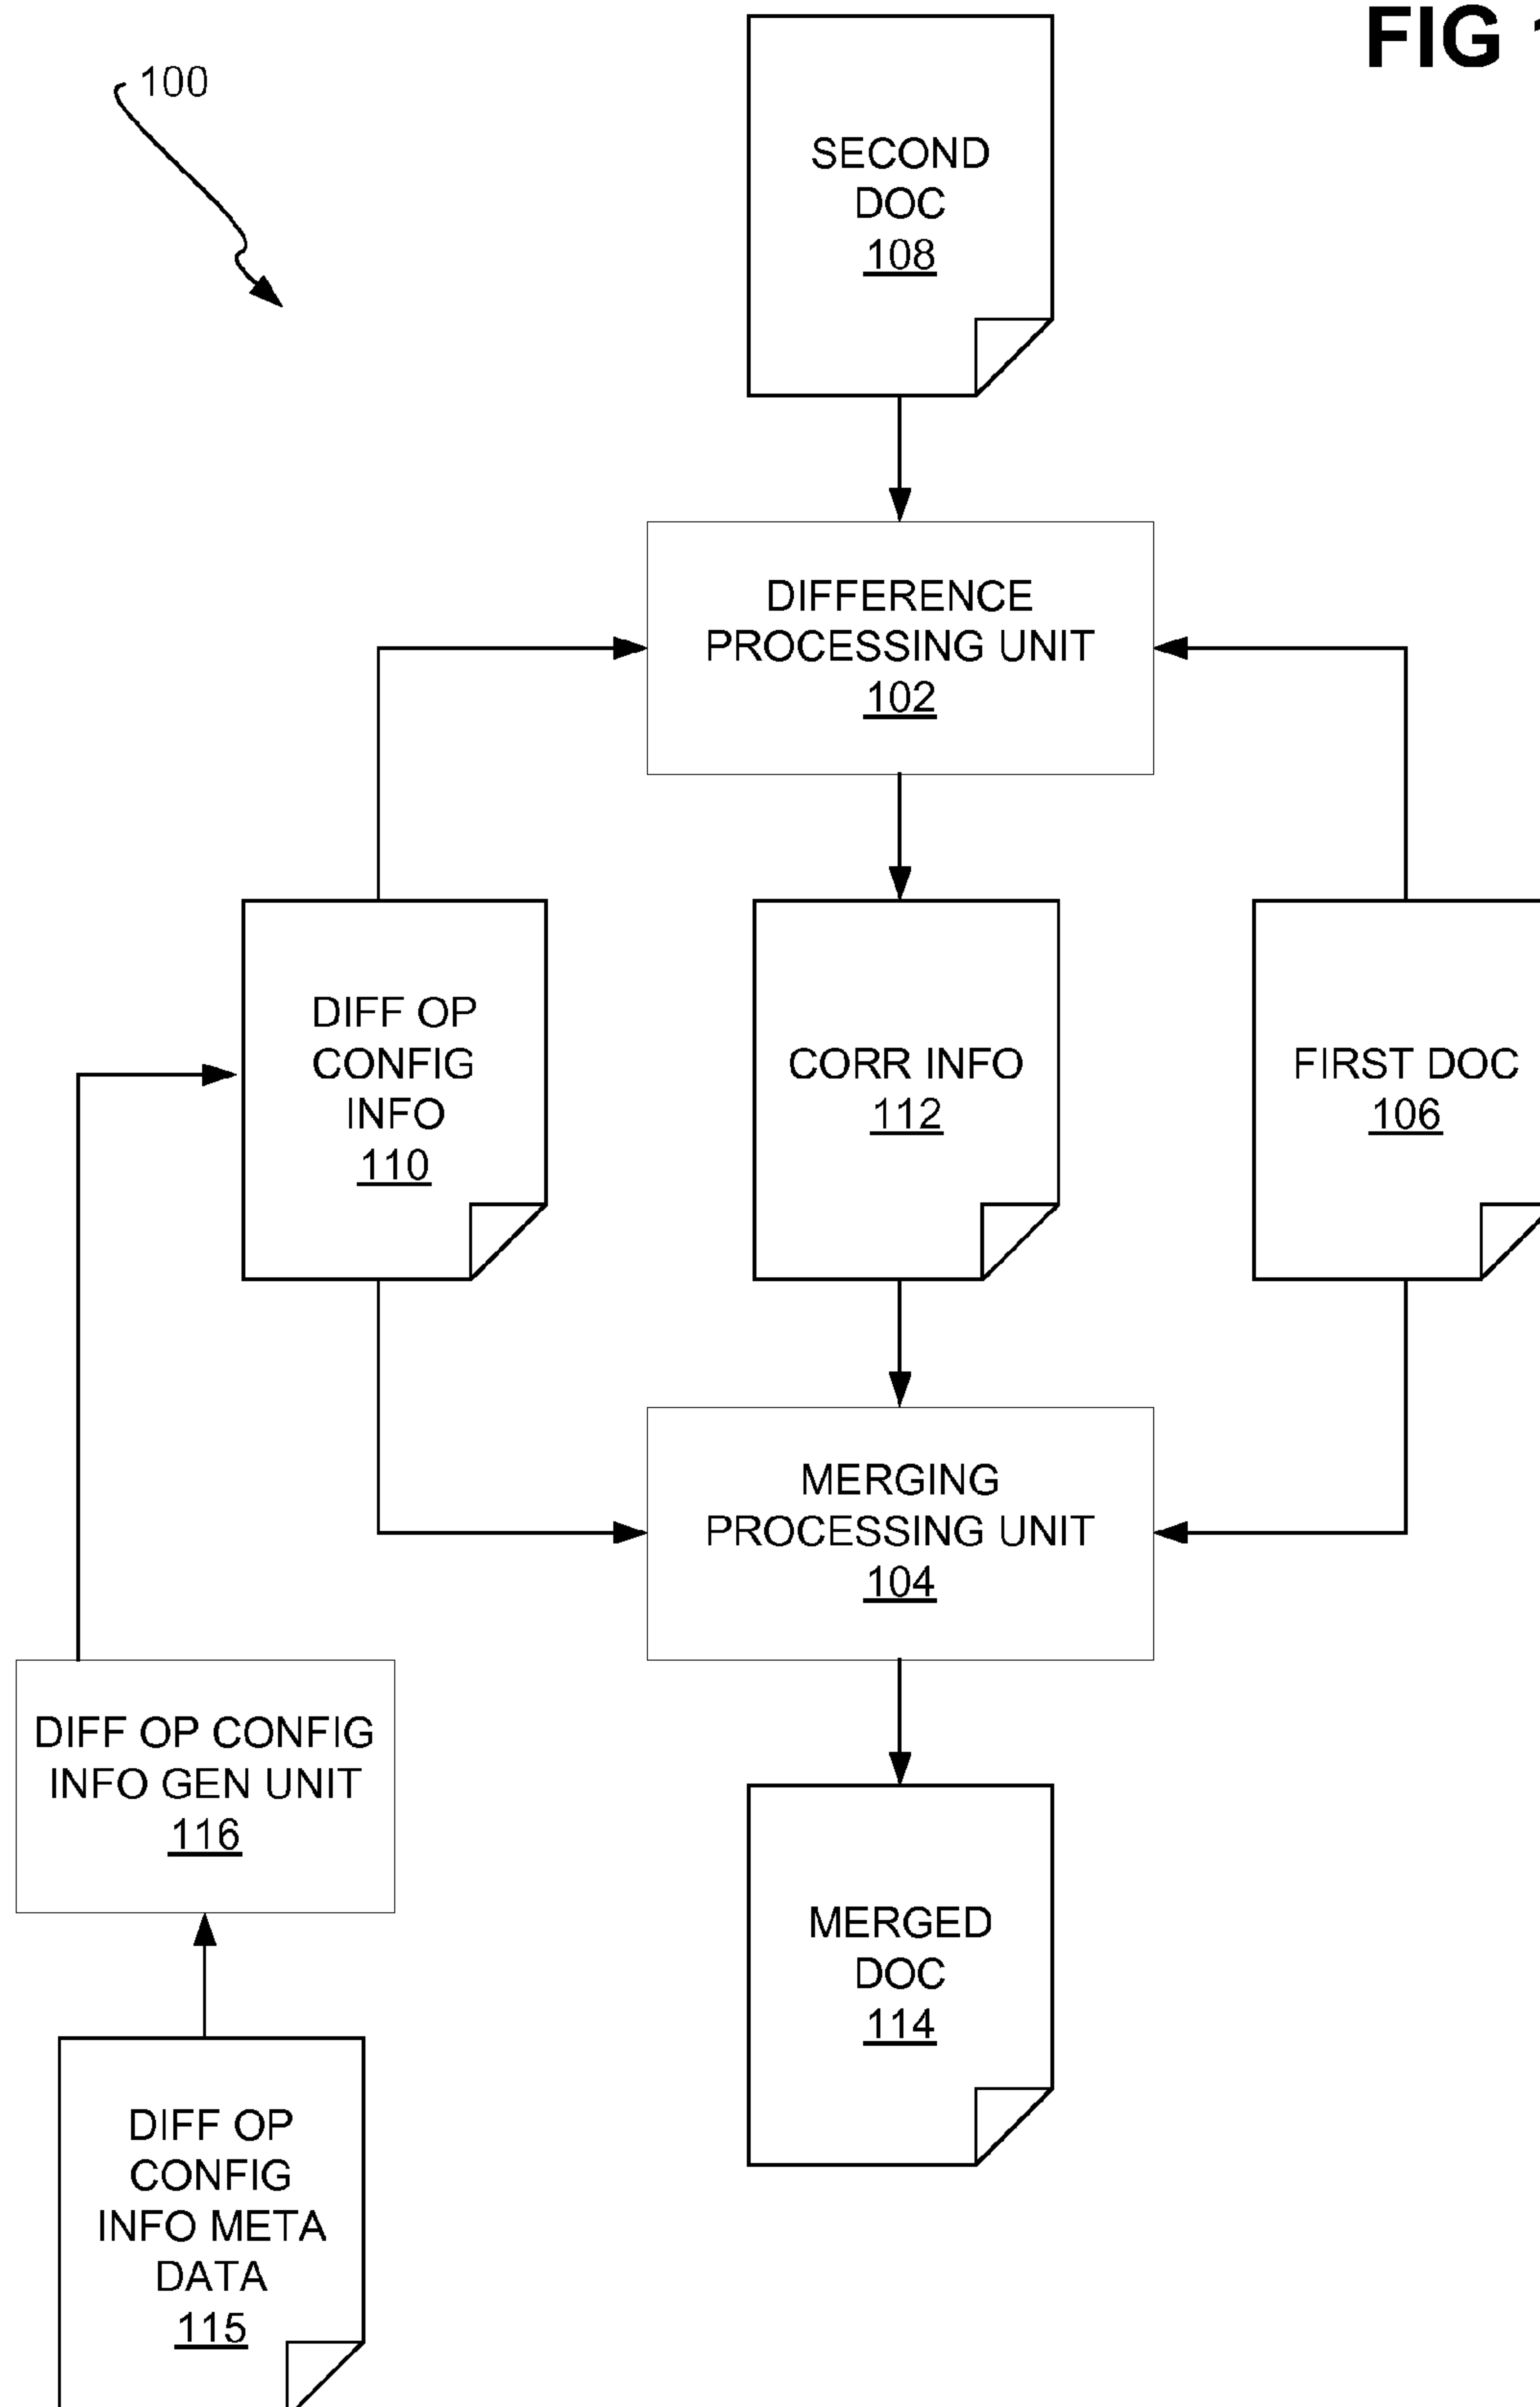 FIG 1
100
SECOND
DOC
108
DIFFERENCE
PROCESSING UNIT
102
DIFF OP
CONFIG
INFO
110
CORR INFO
112
FIRST DOC
106
MERGING
PROCESSING UNIT
104
DIFF OP CONFIG
INFO GEN UNIT
116
MERGED
DOC
114
DIFF OP
CONFIG
INFO META
DATA
115